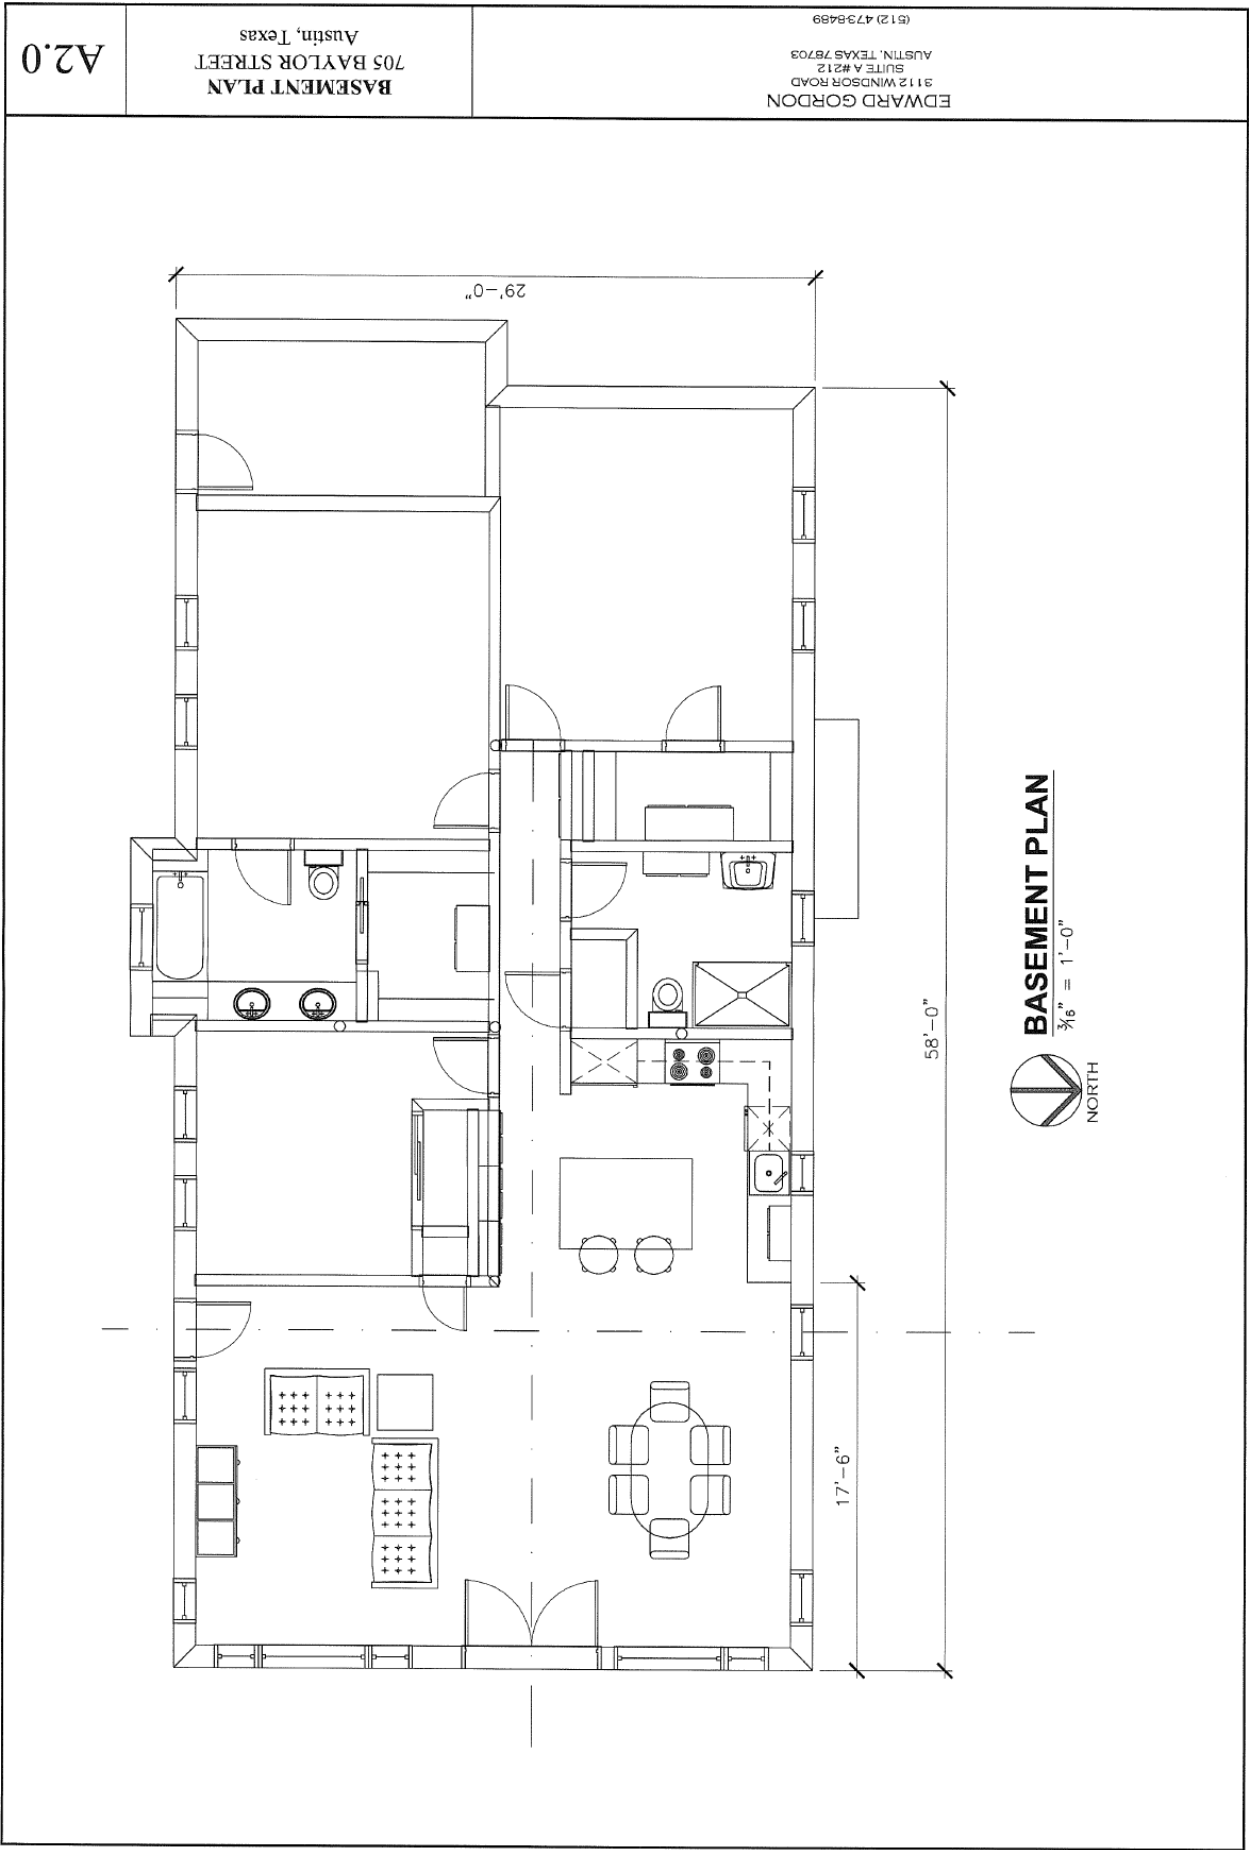 A2.0
BASEMENT PLAN
705 BAYLOR STREET
Austin, Texas
EDWARD GORDON
3112 WINDSOR ROAD
SUITE A #212
AUSTIN, TEXAS 78703
(512) 473-8489
29'-0"
58'-0"
17'-6"
BASEMENT PLAN
3/16" = 1'-0"
NORTH